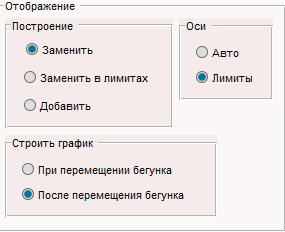 Отображение
Построение
Заменить
Заменить в лимитах
Добавить
Оси
Авто
Лимиты
Строить график
При перемещении бегунка
После перемещения бегунка